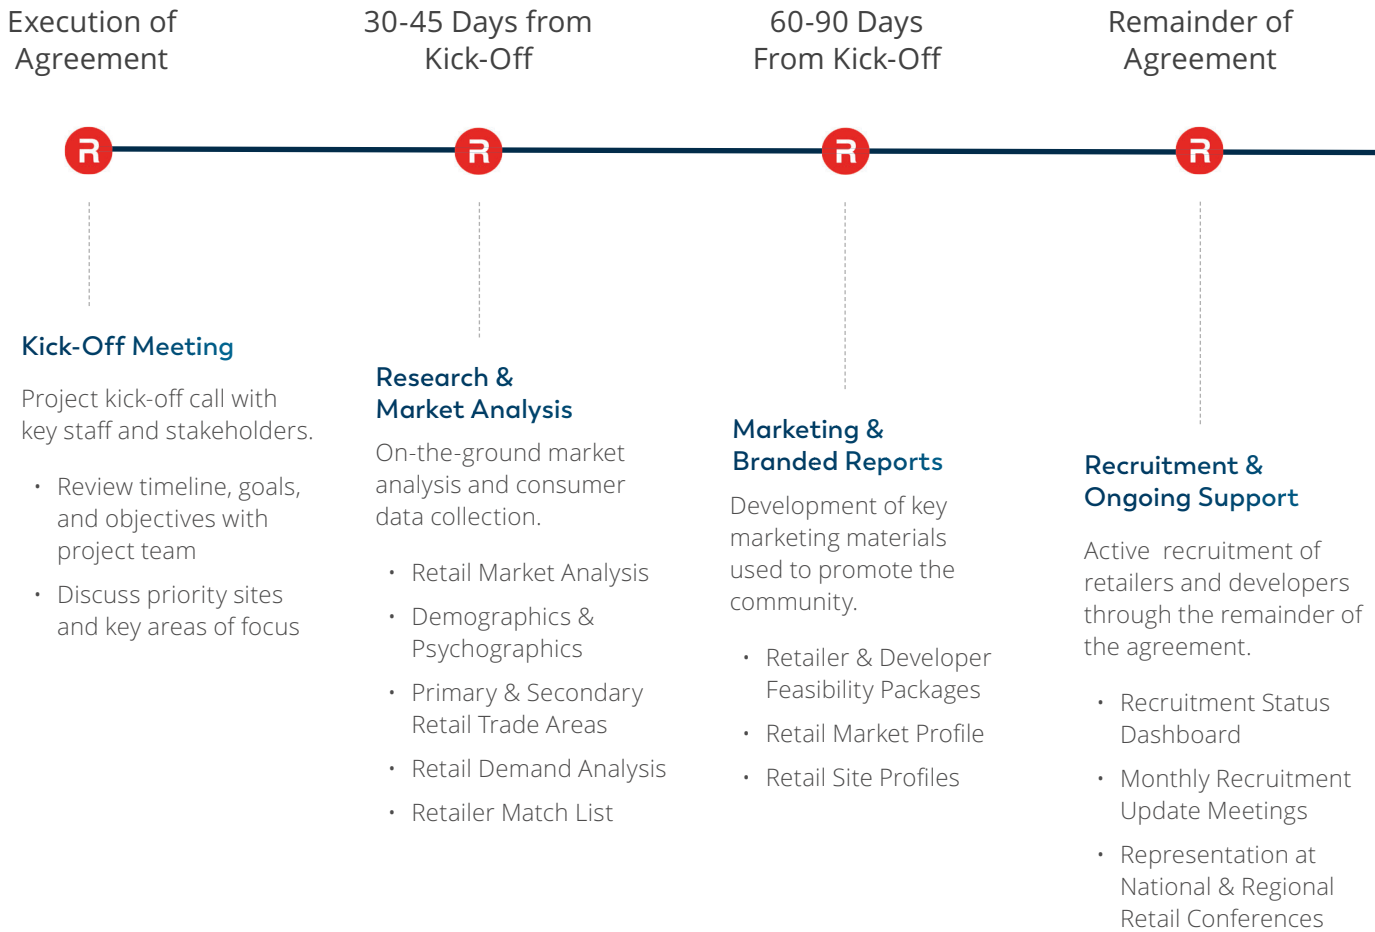 Execution of
Agreement
30-45 Days from
Kick-Off
60-90 Days
From Kick-Off
Remainder of
Agreement
R
R
R
R
Kick-Off Meeting
Project kick-off call with
key staff and stakeholders.
• Review timeline, goals,
and objectives with
project team
• Discuss priority sites
and key areas of focus
Research &
Market Analysis
On-the-ground market
analysis and consumer
data collection.
• Retail Market Analysis
• Demographics &
Psychographics
• Primary & Secondary
Retail Trade Areas
• Retail Demand Analysis
• Retailer Match List
Marketing &
Branded Reports
Development of key
marketing materials
used to promote the
community.
• Retailer & Developer
Feasibility Packages
• Retail Market Profile
• Retail Site Profiles
Recruitment &
Ongoing Support
Active recruitment of
retailers and developers
through the remainder of
the agreement.
• Recruitment Status
Dashboard
• Monthly Recruitment
Update Meetings
• Representation at
National & Regional
Retail Conferences